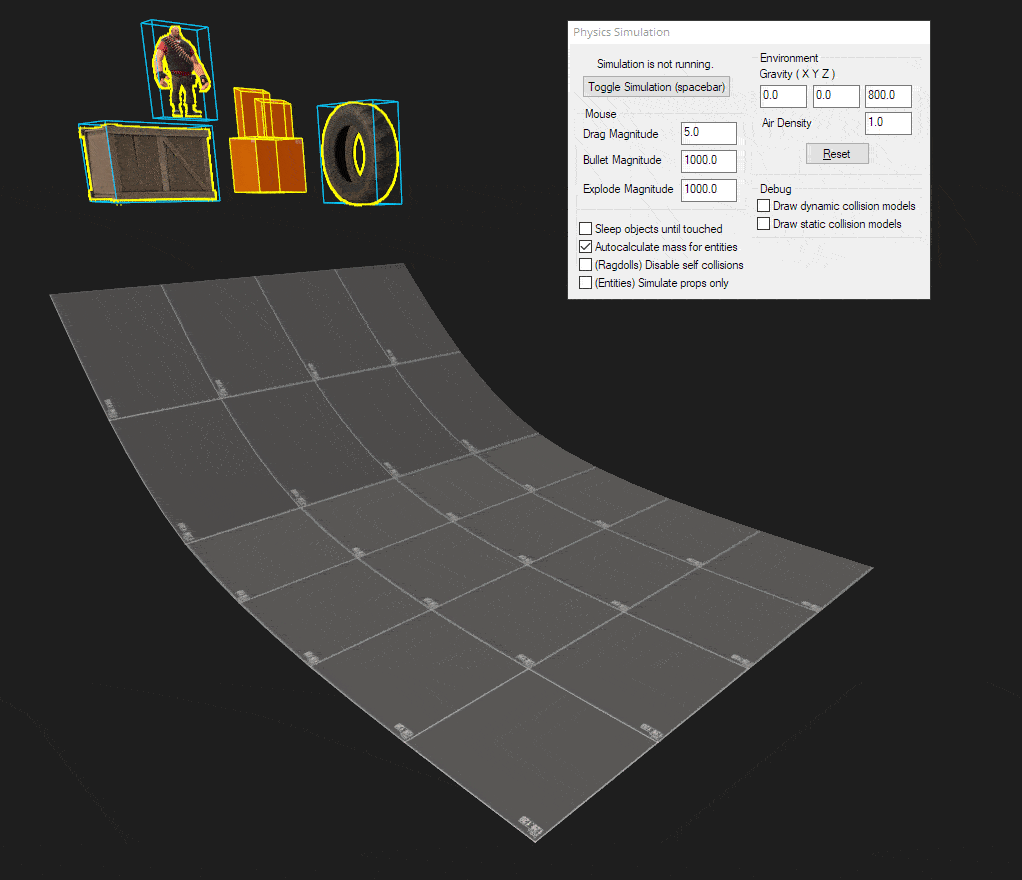 Physics Simulation
Simulation is not running.
Toggle Simulation (spacebar)
Mouse
Drag Magnitude 5.0
Bullet Magnitude 1000.0
Explode Magnitude 1000.0
Sleep objects until touched
Autocalculate mass for entities
(Ragdolls) Disable self collisions
(Entities) Simulate props only
Environment
Gravity ( X Y Z )
0.0 0.0 800.0
Air Density 1.0
Reset
Debug
Draw dynamic collision models
Draw static collision models